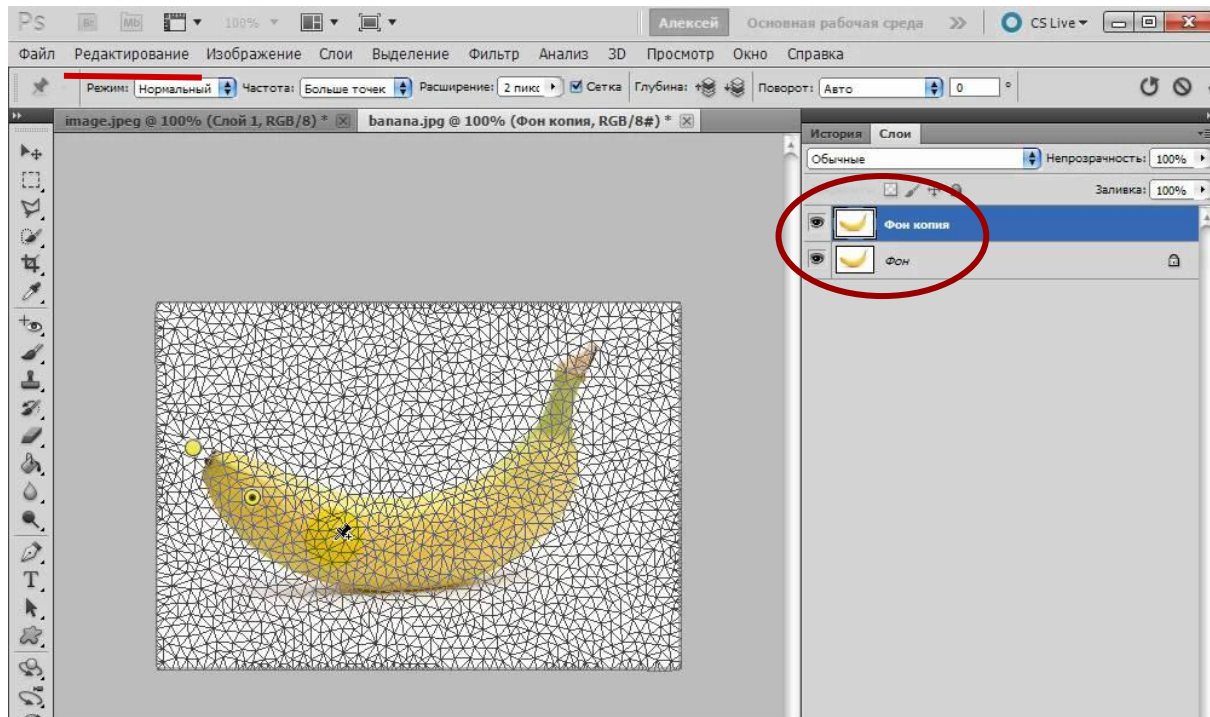 Ps Br Mb 100% Алексей Основная рабочая среда >> CS Live
Файл Редактирование Изображение Слои Выделение Фильтр Анализ 3D Просмотр Окно Справка
Режим: Нормальный Частота: Больше точек Расширение: 2 пикс Сетка Глубина: Поворот: Авто 0 °
image.jpeg @ 100% (Слой 1, RGB/8) * banana.jpg @ 100% (Фон копия, RGB/8#) *
История Слои
Обычные Непрозрачность: 100%
Заливка: 100%
Фон копия
Фон
T